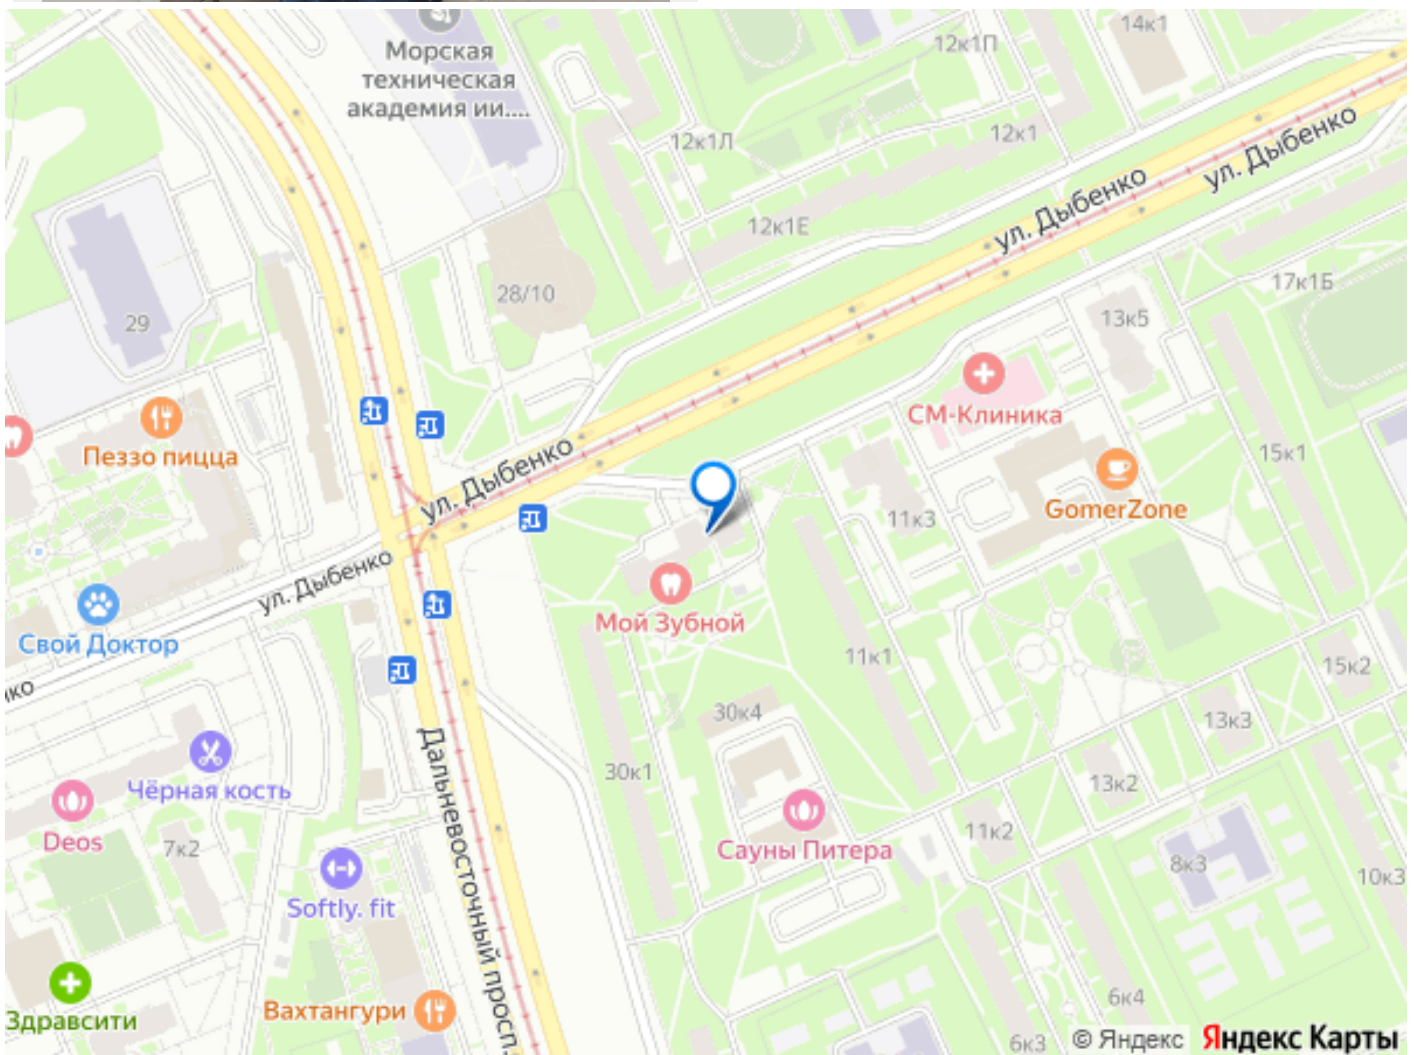 14к1
12к1П
Морская
техническая
академия ии....
12к1Л
12к1
ул. Дыбенко
ул. Дыбенко
12к1Е
17к1Б
28/10
29
13к5
СМ-Клиника
Пеззо пицца
ул. Дыбенко
15к1
11к3
GomerZone
ул. Дыбенко
Свой Доктор
Мой Зубной
11к1
15к2
ко
30к4
13к3
Дальневосточный просп.
30к1
13к2
Чёрная кость
Deos
7к2
Сауны Питера
11к2
8к3
10к3
Softly. fit
6к4
Вахтангури
Здравсити
6к3
© Яндекс Яндекс Карты